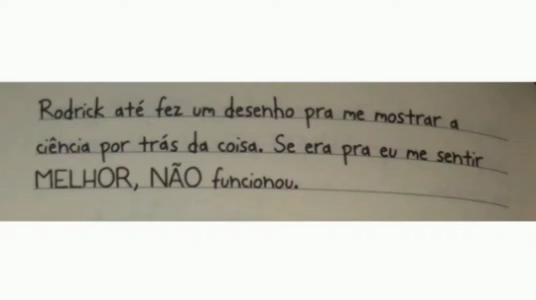 Rodrick até fez um desenho pra me mostrar a
ciência por trás da coisa. Se era pra eu me sentir
MELHOR, NÃO funcionou.